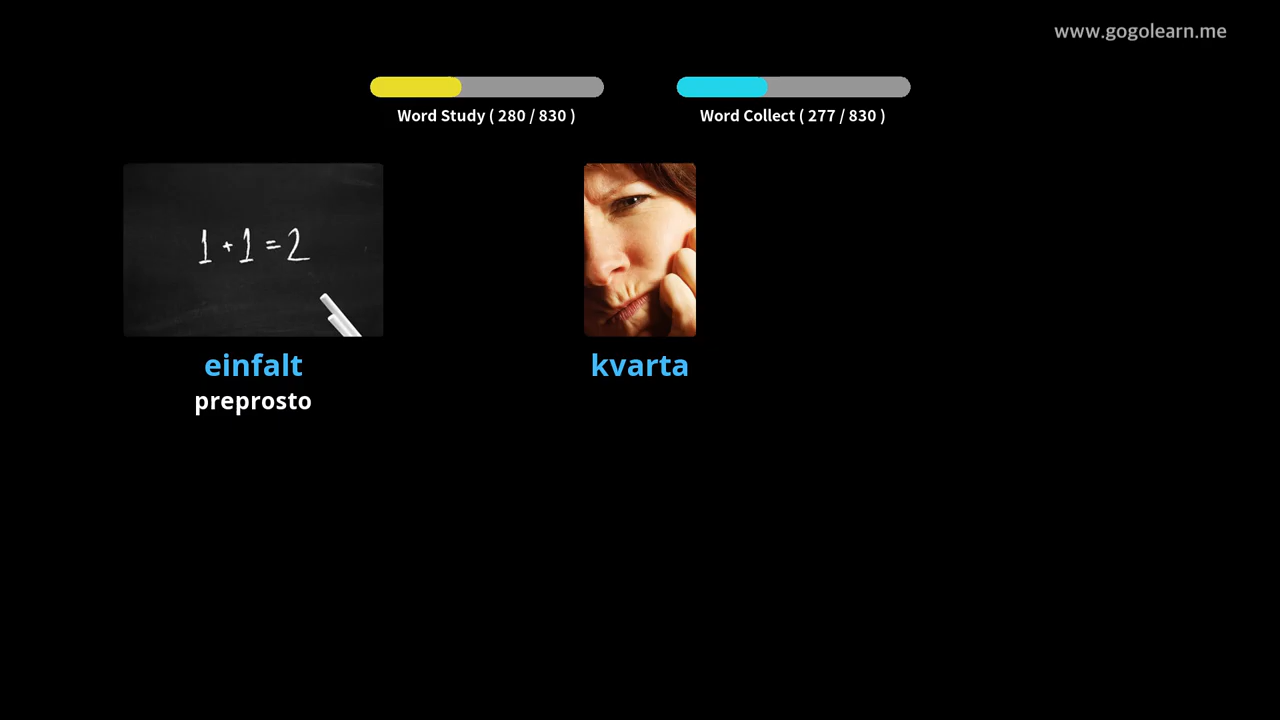 www.gogolearn.me
Word Study ( 280 / 830 )
Word Collect ( 277 / 830 )
1 + 1 = 2
einfalt
kvarta
preprosto